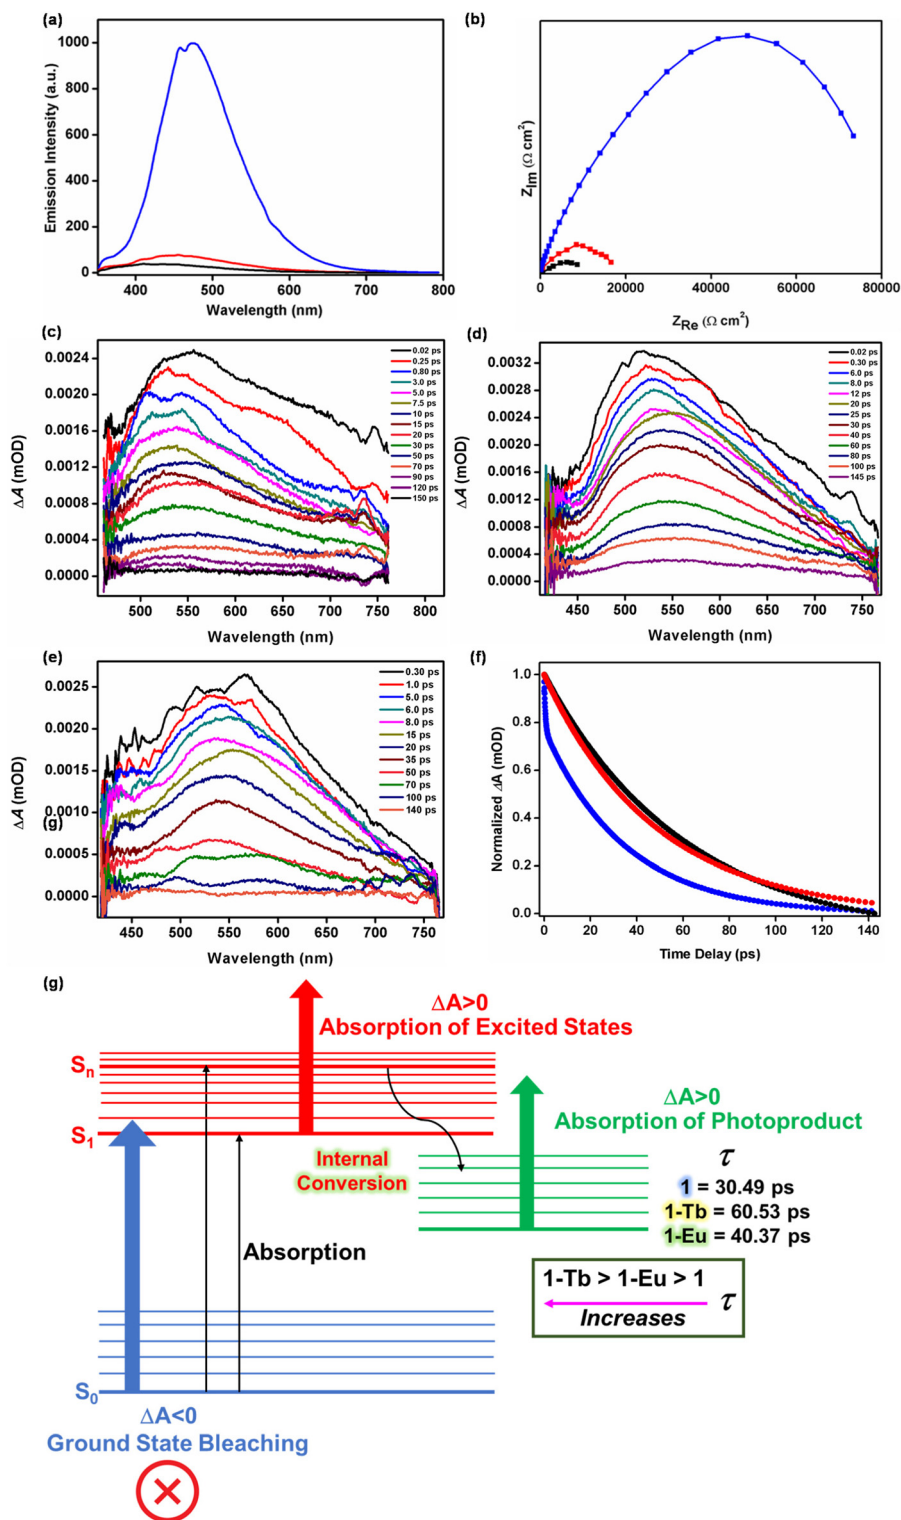 (a)
Emission Intensity (a.u.)
1000
800
600
400
200
0
400 500 600 700 800
Wavelength (nm)
(b)
Z_Im (Ω cm²)
0 20000 40000 60000 80000
Z_Re (Ω cm²)
(c)
ΔA (mOD)
0.0024
0.0018
0.0012
0.0006
0.0000
500 550 600 650 700 750 800
Wavelength (nm)
0.02 ps
0.25 ps
0.80 ps
3.0 ps
5.0 ps
7.5 ps
10 ps
15 ps
20 ps
30 ps
50 ps
70 ps
90 ps
120 ps
150 ps
(d)
ΔA (mOD)
0.0032
0.0028
0.0024
0.0020
0.0016
0.0012
0.0008
0.0004
0.0000
450 500 550 600 650 700 750
Wavelength (nm)
0.02 ps
0.30 ps
6.0 ps
8.0 ps
12 ps
20 ps
25 ps
30 ps
40 ps
60 ps
80 ps
100 ps
145 ps
(e)
ΔA (mOD)
(g)
0.0025
0.0020
0.0015
0.0010
0.0005
0.0000
450 500 550 600 650 700 750
Wavelength (nm)
0.30 ps
1.0 ps
5.0 ps
6.0 ps
8.0 ps
15 ps
20 ps
35 ps
50 ps
70 ps
100 ps
140 ps
(f)
Normalized ΔA (mOD)
1.0
0.8
0.6
0.4
0.2
0.0
0 20 40 60 80 100 120 140
Time Delay (ps)
(g)
ΔA>0
Absorption of Excited States
Sn
S1
ΔA>0
Absorption of Photoproduct
Internal
Conversion
τ
1 = 30.49 ps
1-Tb = 60.53 ps
1-Eu = 40.37 ps
Absorption
1-Tb > 1-Eu > 1
Increases τ
S0
ΔA<0
Ground State Bleaching